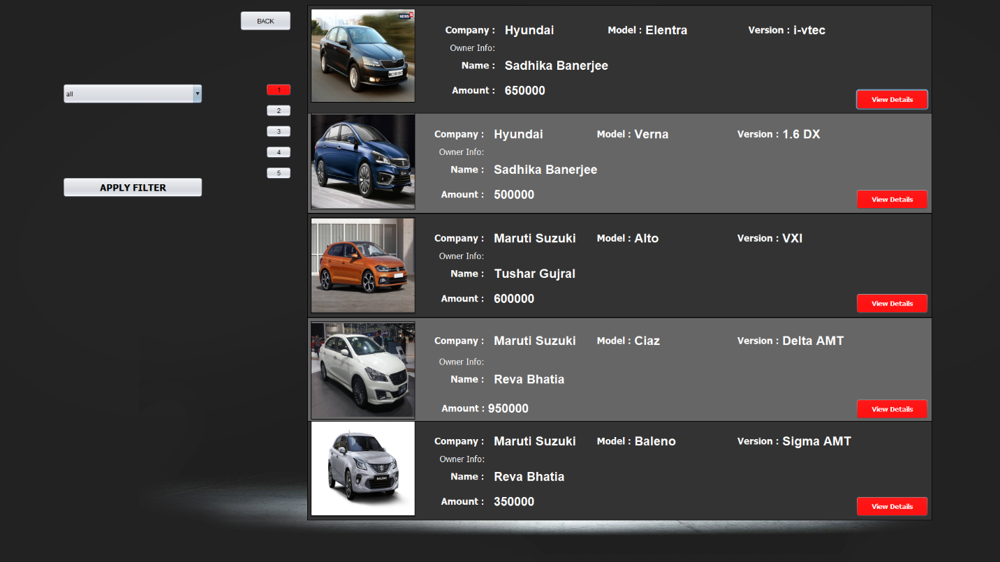 BACK
all
1
2
3
4
5
APPLY FILTER
NEWS
Company : Hyundai Model : Elentra Version : i-vtec
Owner Info:
Name : Sadhika Banerjee
Amount : 650000
View Details
Company : Hyundai Model : Verna Version : 1.6 DX
Owner Info:
Name : Sadhika Banerjee
Amount : 500000
View Details
Company : Maruti Suzuki Model : Alto Version : VXI
Owner Info:
Name : Tushar Gujral
Amount : 600000
View Details
Company : Maruti Suzuki Model : Ciaz Version : Delta AMT
Owner Info:
Name : Reva Bhatia
Amount : 950000
View Details
BALENO
Company : Maruti Suzuki Model : Baleno Version : Sigma AMT
Owner Info:
Name : Reva Bhatia
Amount : 350000
View Details